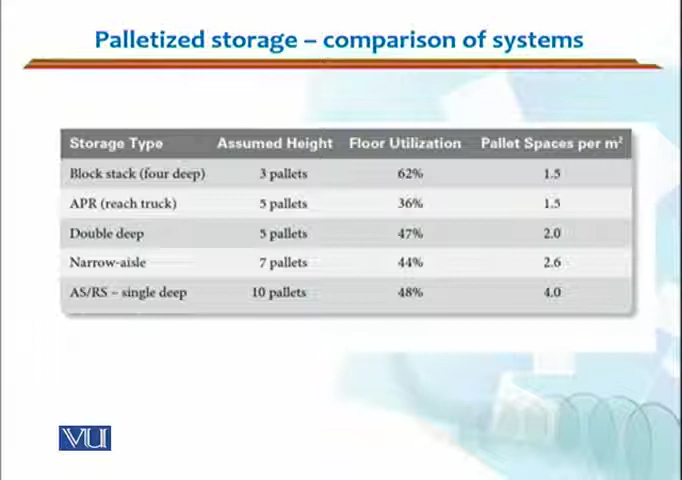 Palletized storage – comparison of systems
Storage Type Assumed Height Floor Utilization Pallet Spaces per m²
Block stack (four deep) 3 pallets 62% 1.5
APR (reach truck) 5 pallets 36% 1.5
Double deep 5 pallets 47% 2.0
Narrow-aisle 7 pallets 44% 2.6
AS/RS – single deep 10 pallets 48% 4.0
VU